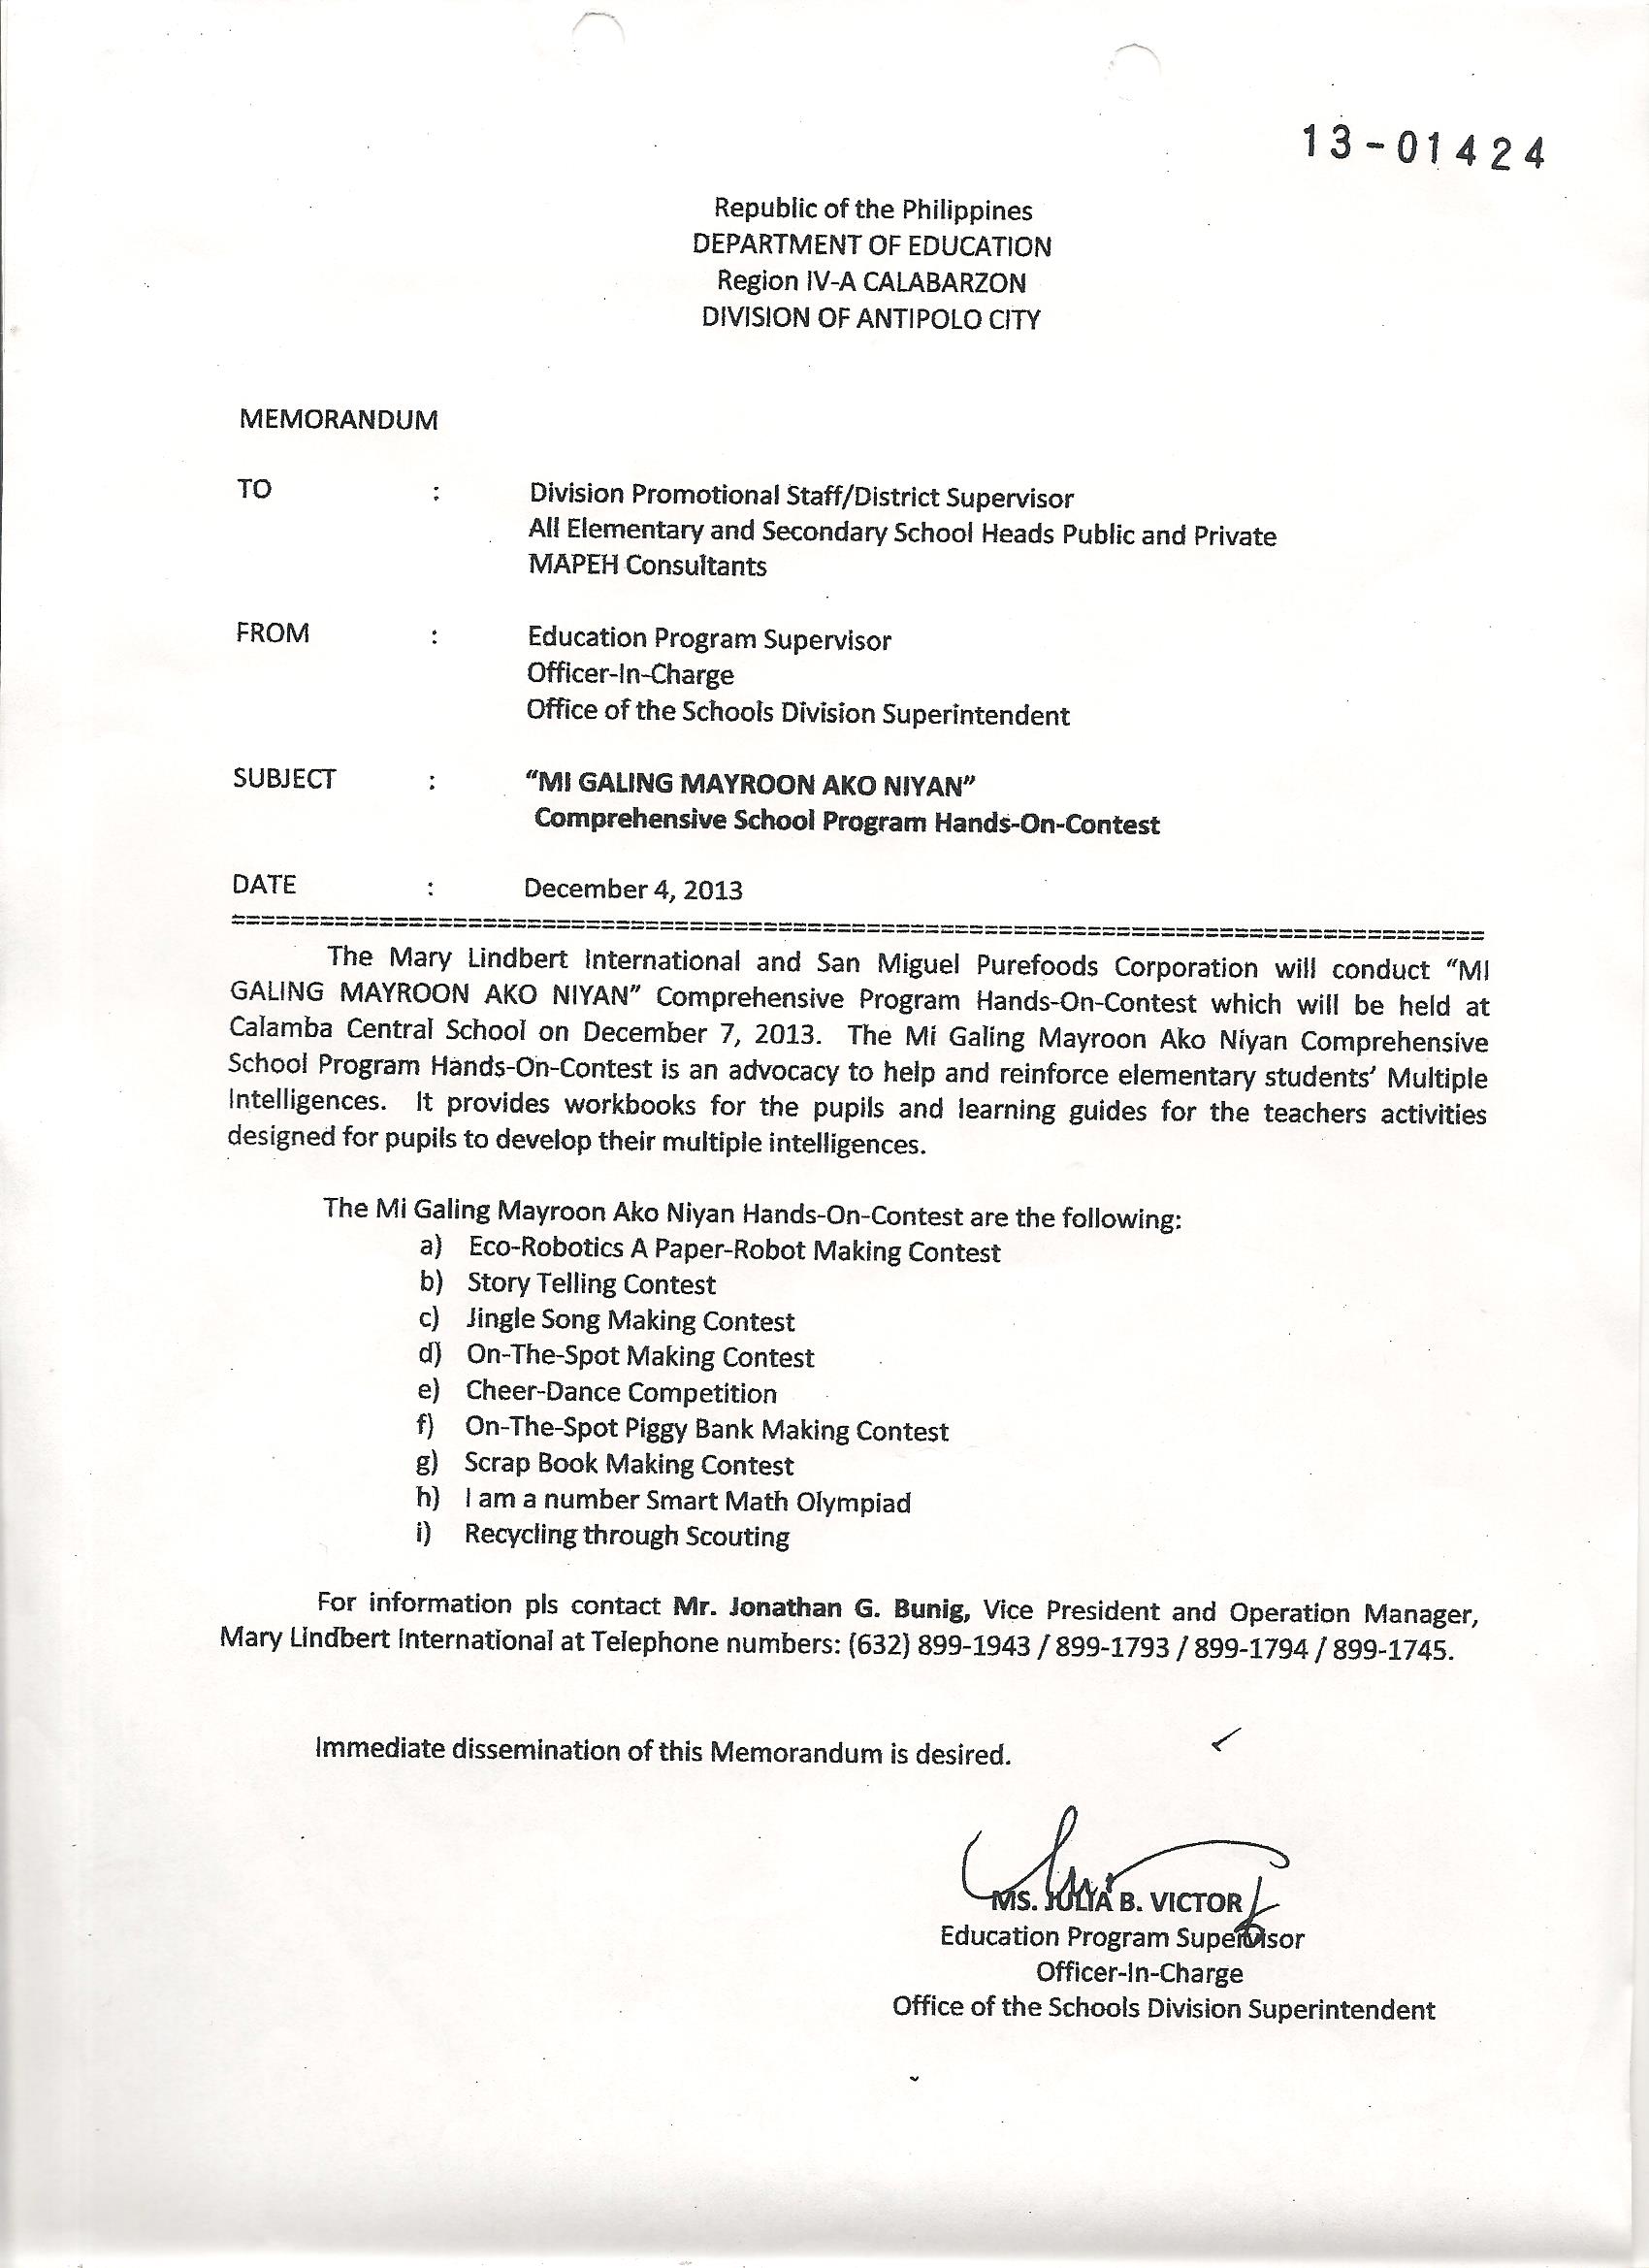 13-01424
Republic of the Philippines
DEPARTMENT OF EDUCATION
Region IV-A CALABARZON
DIVISION OF ANTIPOLO CITY
MEMORANDUM
TO : Division Promotional Staff/District Supervisor
All Elementary and Secondary School Heads Public and Private
MAPEH Consultants
FROM : Education Program Supervisor
Officer-In-Charge
Office of the Schools Division Superintendent
SUBJECT : “MI GALING MAYROON AKO NIYAN”
Comprehensive School Program Hands-On-Contest
DATE : December 4, 2013
The Mary Lindbert International and San Miguel Purefoods Corporation will conduct “MI
GALING MAYROON AKO NIYAN” Comprehensive Program Hands-On-Contest which will be held at
Calamba Central School on December 7, 2013. The Mi Galing Mayroon Ako Niyan Comprehensive
School Program Hands-On-Contest is an advocacy to help and reinforce elementary students’ Multiple
Intelligences. It provides workbooks for the pupils and learning guides for the teachers activities
designed for pupils to develop their multiple intelligences.
The Mi Galing Mayroon Ako Niyan Hands-On-Contest are the following:
a) Eco-Robotics A Paper-Robot Making Contest
b) Story Telling Contest
c) Jingle Song Making Contest
d) On-The-Spot Making Contest
e) Cheer-Dance Competition
f) On-The-Spot Piggy Bank Making Contest
g) Scrap Book Making Contest
h) I am a number Smart Math Olympiad
i) Recycling through Scouting
For information pls contact Mr. Jonathan G. Bunig, Vice President and Operation Manager,
Mary Lindbert International at Telephone numbers: (632) 899-1943 / 899-1793 / 899-1794 / 899-1745.
Immediate dissemination of this Memorandum is desired.
MS. JULIA B. VICTOR
Education Program Supervisor
Officer-In-Charge
Office of the Schools Division Superintendent